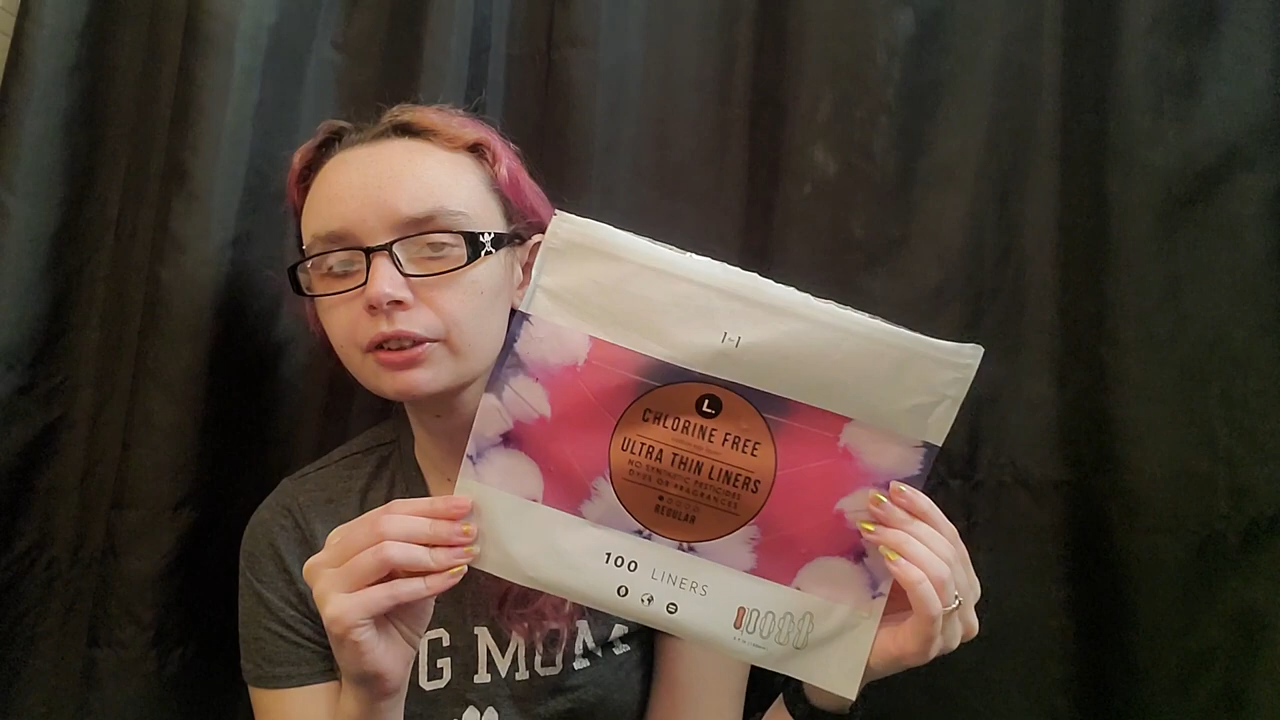 1=1
L.
CHLORINE FREE
ULTRA THIN LINERS
NO SYNTHETIC PESTICIDES
DYES OR FRAGRANCES
REGULAR
100 LINERS
G MOM